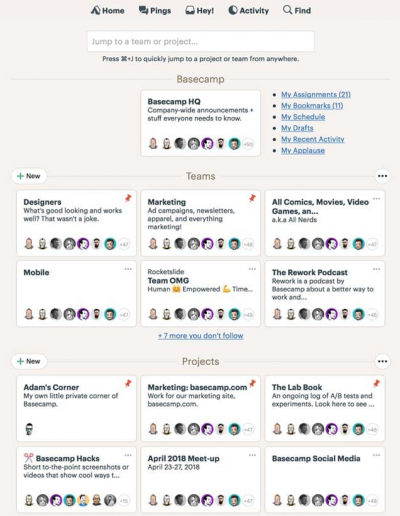 Home Pings Hey! Activity Find
Jump to a team or project...
Press ⌘+J to quickly jump to a project or team from anywhere.
Basecamp
Basecamp HQ
Company-wide announcements +
stuff everyone needs to know.
+50
My Assignments (21)
My Bookmarks (11)
My Schedule
My Drafts
My Recent Activity
My Applause
+ New
Teams
•••
Designers
What's good looking and works
well? That wasn't a joke.
+47
Marketing
Ad campaigns, newsletters,
apparel, and everything
marketing!
+48
All Comics, Movies, Video
Games, an...
a.k.a All Nerds
+47
Mobile
+47
Rocketslide
Team OMG
Human 😀 Empowered 💪 Time...
+48
The Rework Podcast
Rework is a podcast by
Basecamp about a better way to
work and...
+46
+ 7 more you don't follow
+ New
Projects
•••
Adam's Corner
My own little private corner of
Basecamp.
Marketing: basecamp.com
Work for our marketing site,
basecamp.com.
+47
The Lab Book
An ongoing log of A/B tests and
experiments. Look here to see ...
+46
✂️ Basecamp Hacks
Short to-the-point screenshots or
videos that show cool ways t...
+15
April 2018 Meet-up
April 23-27, 2018
+47
Basecamp Social Media
+48